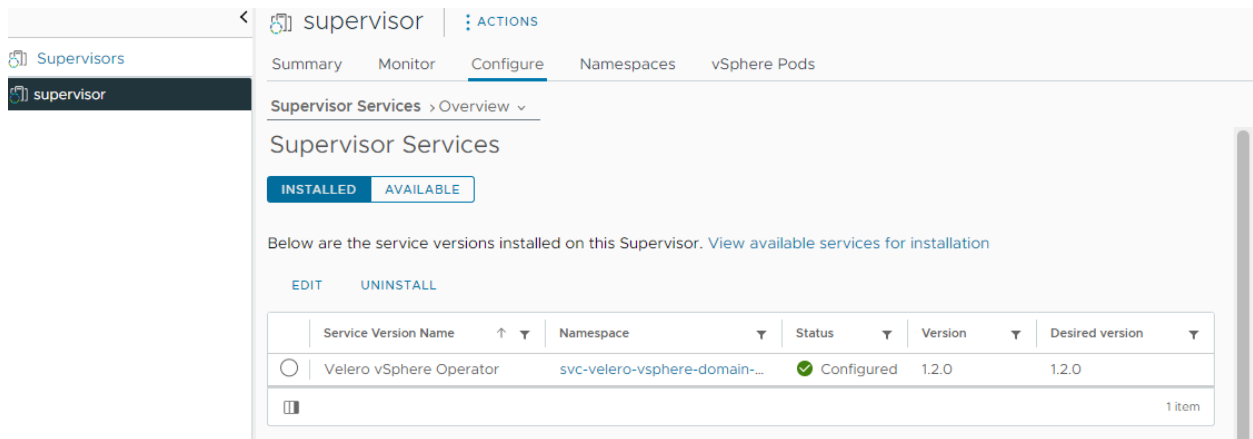 supervisor
ACTIONS
Supervisors
supervisor
Summary Monitor Configure Namespaces vSphere Pods
Supervisor Services > Overview
Supervisor Services
INSTALLED AVAILABLE
Below are the service versions installed on this Supervisor. View available services for installation
EDIT UNINSTALL
Service Version Name Namespace Status Version Desired version
Velero vSphere Operator svc-velero-vsphere-domain-... Configured 1.2.0 1.2.0
1 item